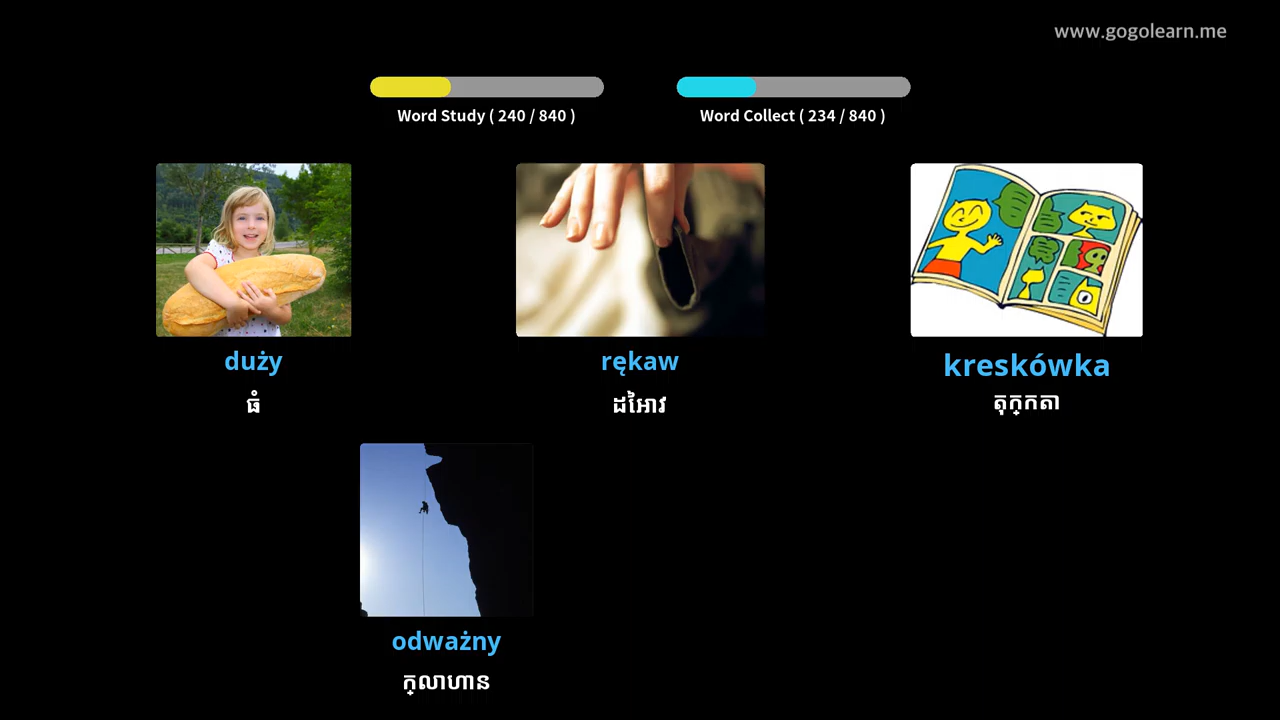 www.gogolearn.me
Word Study ( 240 / 840 )
Word Collect ( 234 / 840 )
duży
rękaw
kreskówka
ធំ
ដៃអាវ
តុក្កតា
odważny
ក្លាហាន